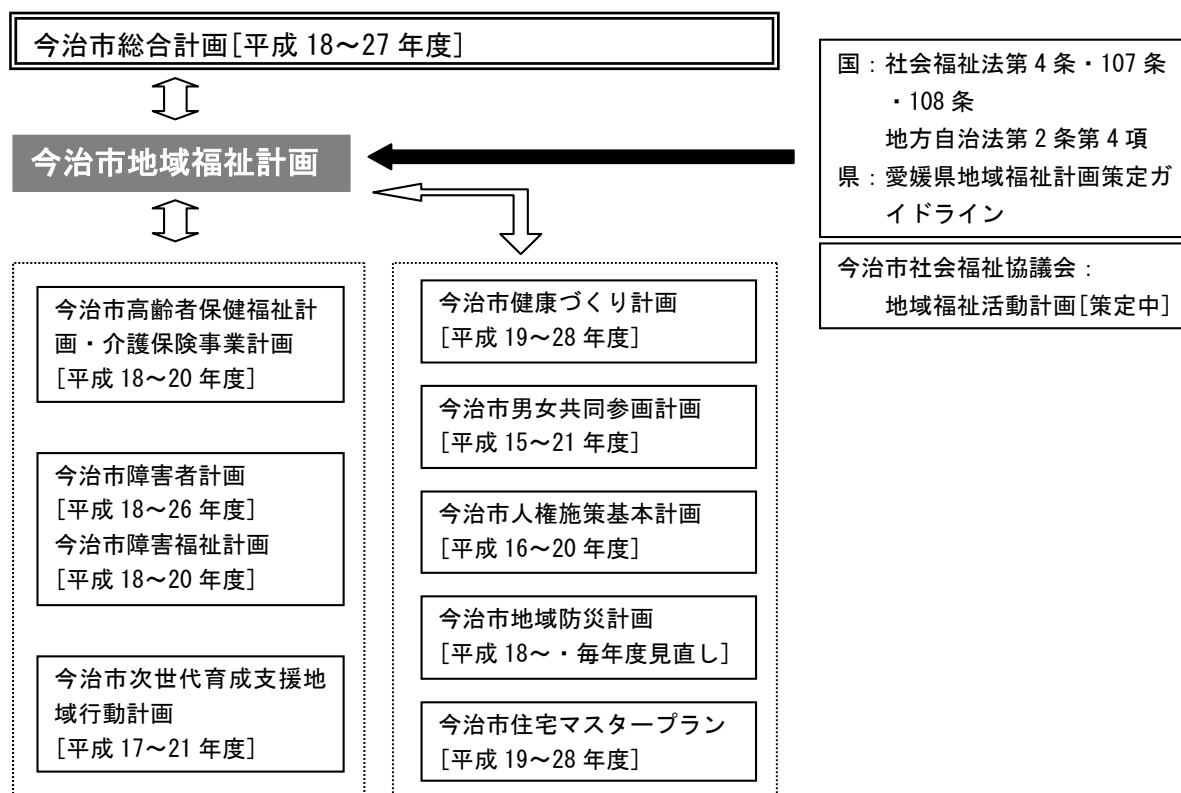 今治市総合計画[平成 18～27 年度]
今治市地域福祉計画
国：社会福祉法第 4 条・107 条
・108 条
地方自治法第 2 条第 4 項
県：愛媛県地域福祉計画策定ガ
イドライン
今治市社会福祉協議会：
地域福祉活動計画[策定中]
今治市高齢者保健福祉計
画・介護保険事業計画
[平成 18～20 年度]
今治市障害者計画
[平成 18～26 年度]
今治市障害福祉計画
[平成 18～20 年度]
今治市次世代育成支援地
域行動計画
[平成 17～21 年度]
今治市健康づくり計画
[平成 19～28 年度]
今治市男女共同参画計画
[平成 15～21 年度]
今治市人権施策基本計画
[平成 16～20 年度]
今治市地域防災計画
[平成 18～・毎年度見直し]
今治市住宅マスタープラン
[平成 19～28 年度]